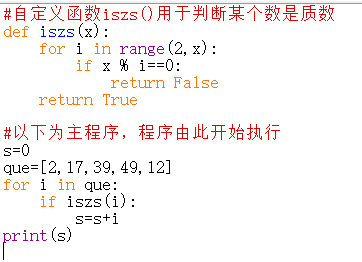 #自定义函数iszs()用于判断某个数是质数
def iszs(x):
    for i in range(2,x):
        if x % i==0:
            return False
    return True

#以下为主程序，程序由此开始执行
s=0
que=[2,17,39,49,12]
for i in que:
    if iszs(i):
        s=s+i
print(s)